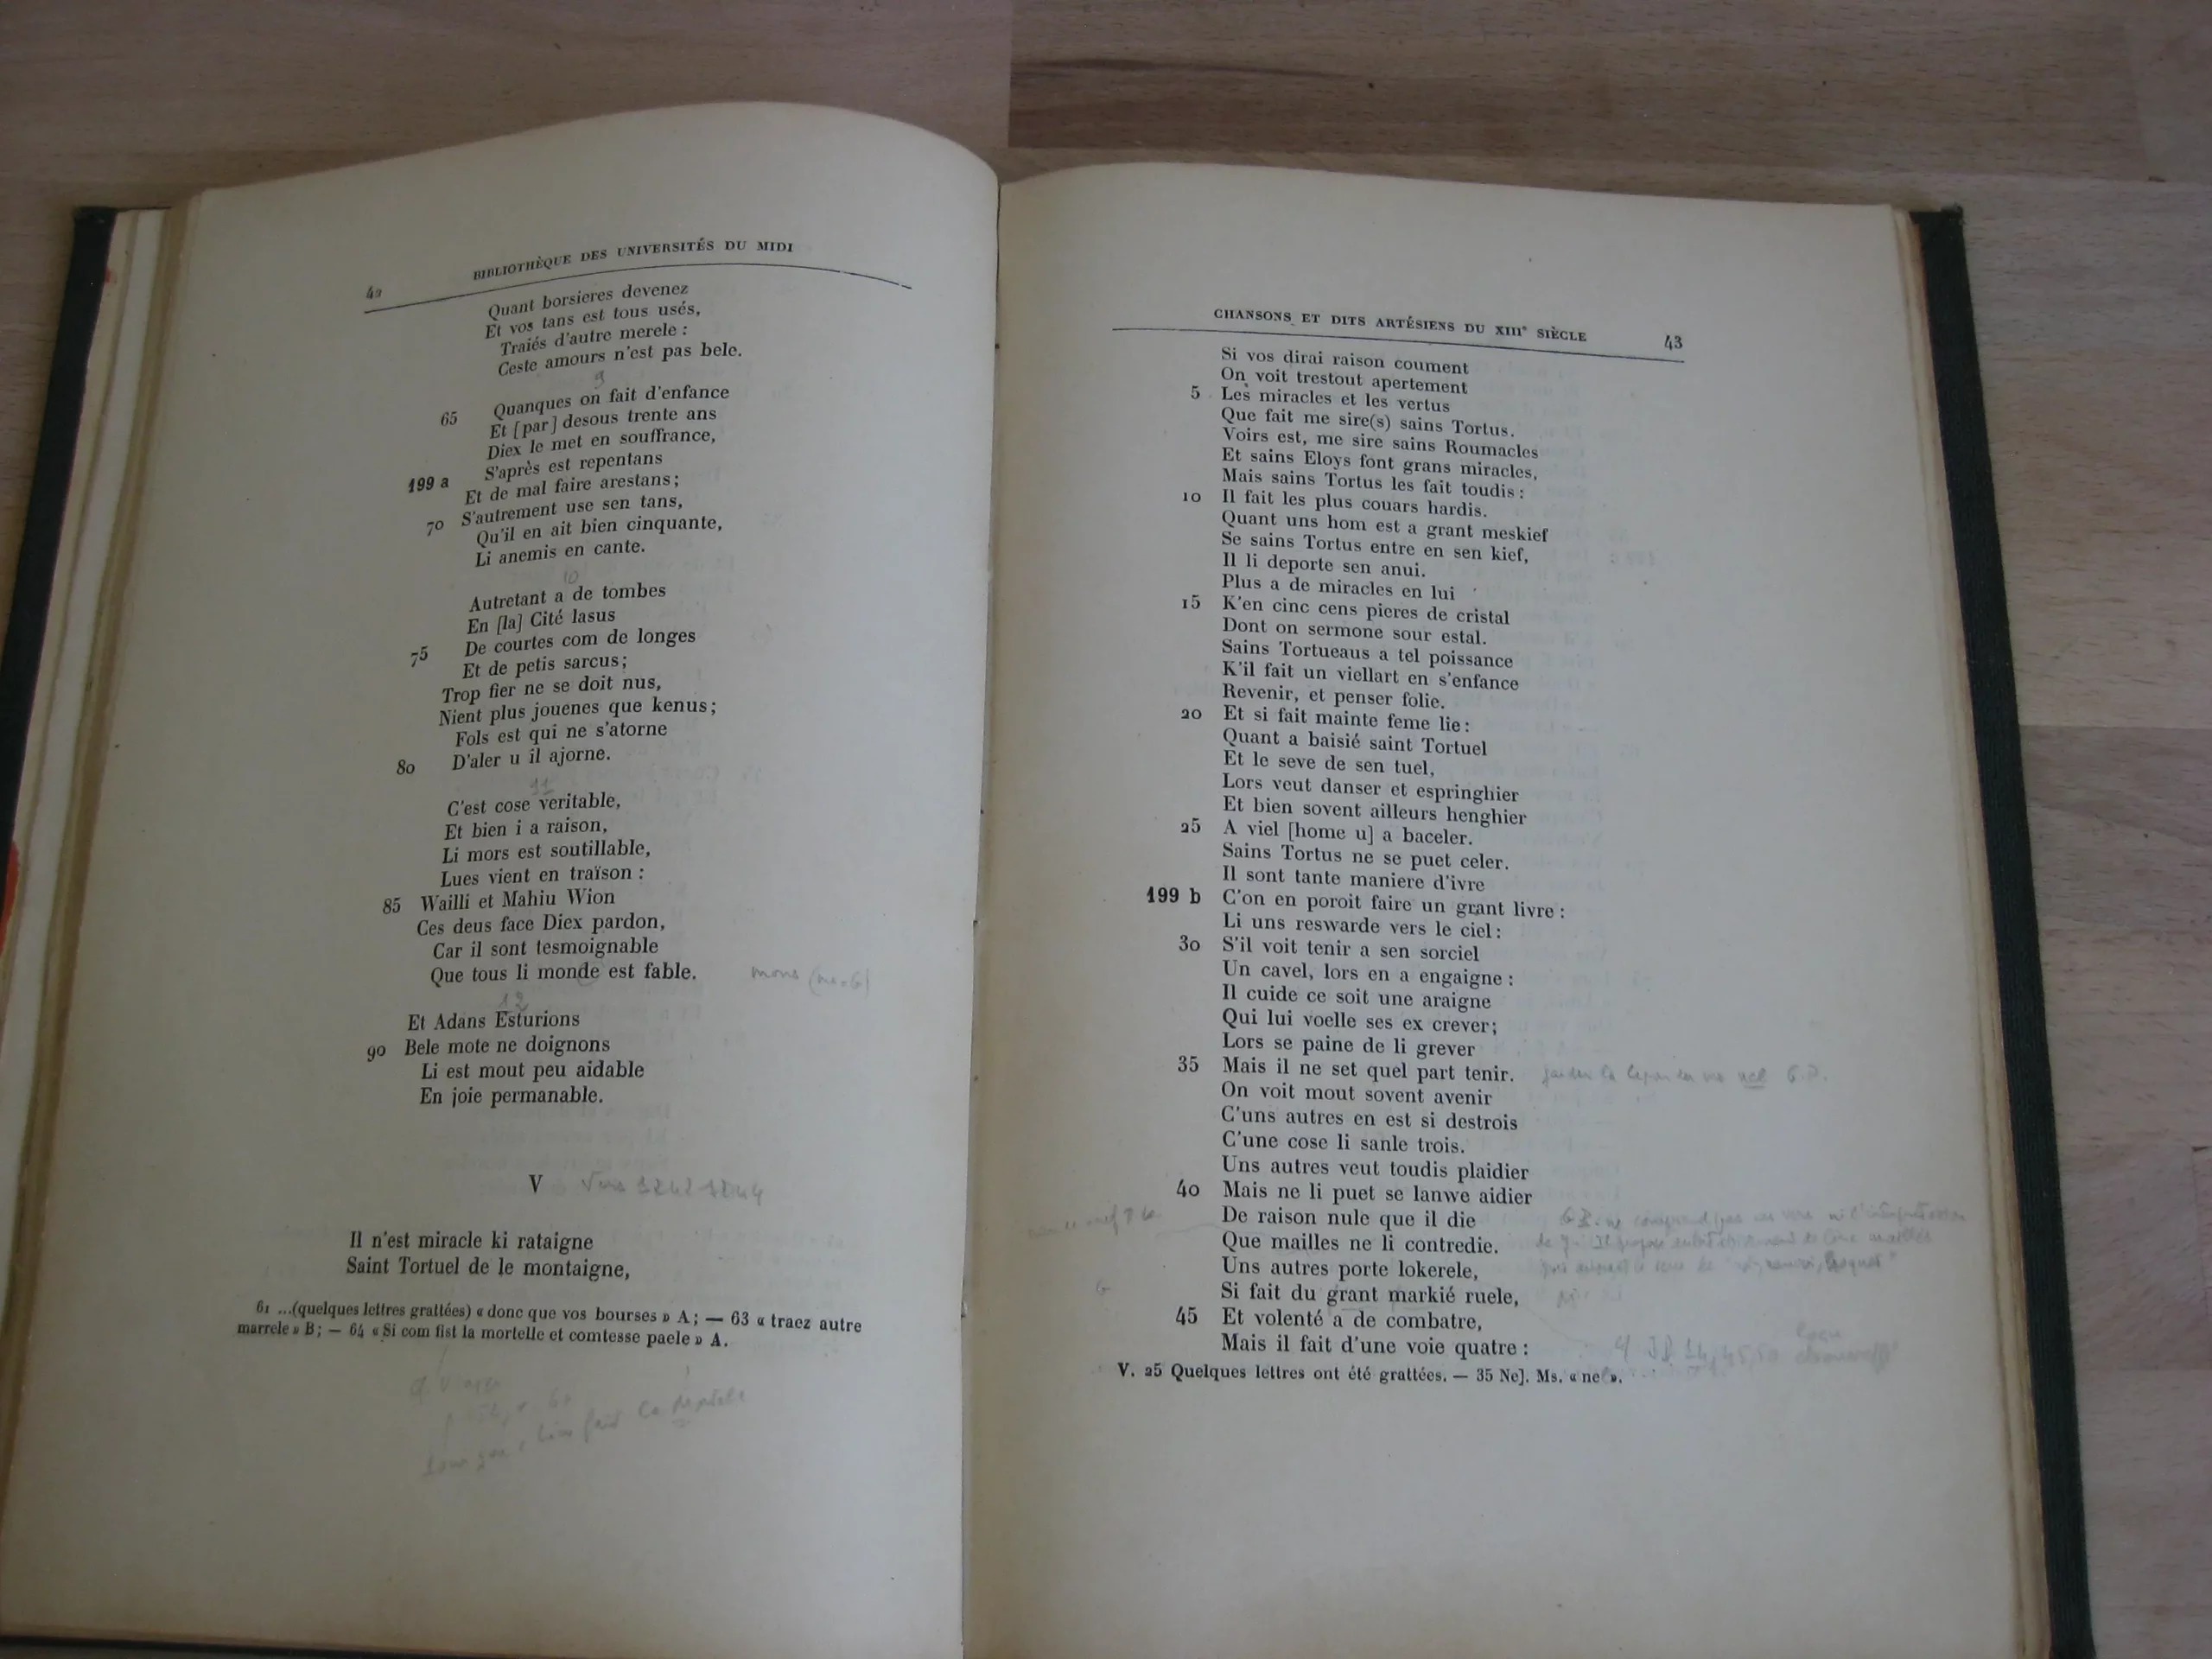 42 BIBLIOTHÈQUE DES UNIVERSITÉS DU MIDI
Quant borsieres devenez
Et vos tans est tous usés,
Traiés d'autre merele :
Ceste amours n'est pas bele.
9
65 Quanques on fait d'enfance
Et [par] desous trente ans
Diex le met en souffrance,
199 a S'après est repentans
Et de mal faire arestans;
70 S'autrement use sen tans,
Qu'il en ait bien cinquante,
Li anemis en cante.
10
Autretant a de tombes
En [la] Cité lasus
75 De courtes com de longes
Et de petis sarcus;
Trop fier ne se doit nus,
Nient plus jouenes que kenus;
Fols est qui ne s'atorne
80 D'aler u il ajorne.
11
C'est cose veritable,
Et bien i a raison,
Li mors est soutillable,
Lues vient en traïson :
85 Wailli et Mahiu Wion
Ces deus face Diex pardon,
Car il sont tesmoignable
Que tous li monde est fable. mons
12
Et Adans Esturions
90 Bele mote ne doignons
Li est mout peu aidable
En joie permanable.
V
Il n'est miracle ki rataigne
Saint Tortuel de le montaigne,
61 ...(quelques lettres grattées) « donc que vos bourses » A; — 63 « traez autre
marrele » B; — 64 « Si com fist la mortelle et comtesse paele » A.
CHANSONS ET DITS ARTÉSIENS DU XIIIe SIÈCLE 43
Si vos dirai raison coument
On voit trestout apertement
5 Les miracles et les vertus
Que fait me sire(s) sains Tortus.
Voirs est, me sire sains Roumacles
Et sains Eloys font grans miracles,
Mais sains Tortus les fait toudis :
10 Il fait les plus couars hardis.
Quant uns hom est a grant meskief
Se sains Tortus entre en sen kief,
Il li deporte sen anui.
Plus a de miracles en lui
15 K'en cinc cens pieres de cristal
Dont on sermone sour estal.
Sains Tortueaus a tel poissance
K'il fait un viellart en s'enfance
Revenir, et penser folie.
20 Et si fait mainte feme lie :
Quant a baisié saint Tortuel
Et le seve de sen tuel,
Lors veut danser et espringhier
Et bien sovent ailleurs henghier
25 A viel [home u] a baceler.
Sains Tortus ne se puet celer.
Il sont tante maniere d'ivre
199 b C'on en poroit faire un grant livre :
Li uns reswarde vers le ciel :
30 S'il voit tenir a sen sorciel
Un cavel, lors en a engaigne :
Il cuide ce soit une araigne
Qui lui voelle ses ex crever;
Lors se paine de li grever
35 Mais il ne set quel part tenir.
On voit mout sovent avenir
C'uns autres en est si destrois
C'une cose li sanle trois.
Uns autres veut toudis plaidier
40 Mais ne li puet se lanwe aidier
De raison nule que il die
Que mailles ne li contredie.
Uns autres porte lokerele,
Si fait du grant markié ruele,
45 Et volenté a de combatre,
Mais il fait d'une voie quatre :
V. 25 Quelques lettres ont été grattées. — 35 Ne]. Ms. « nel ».